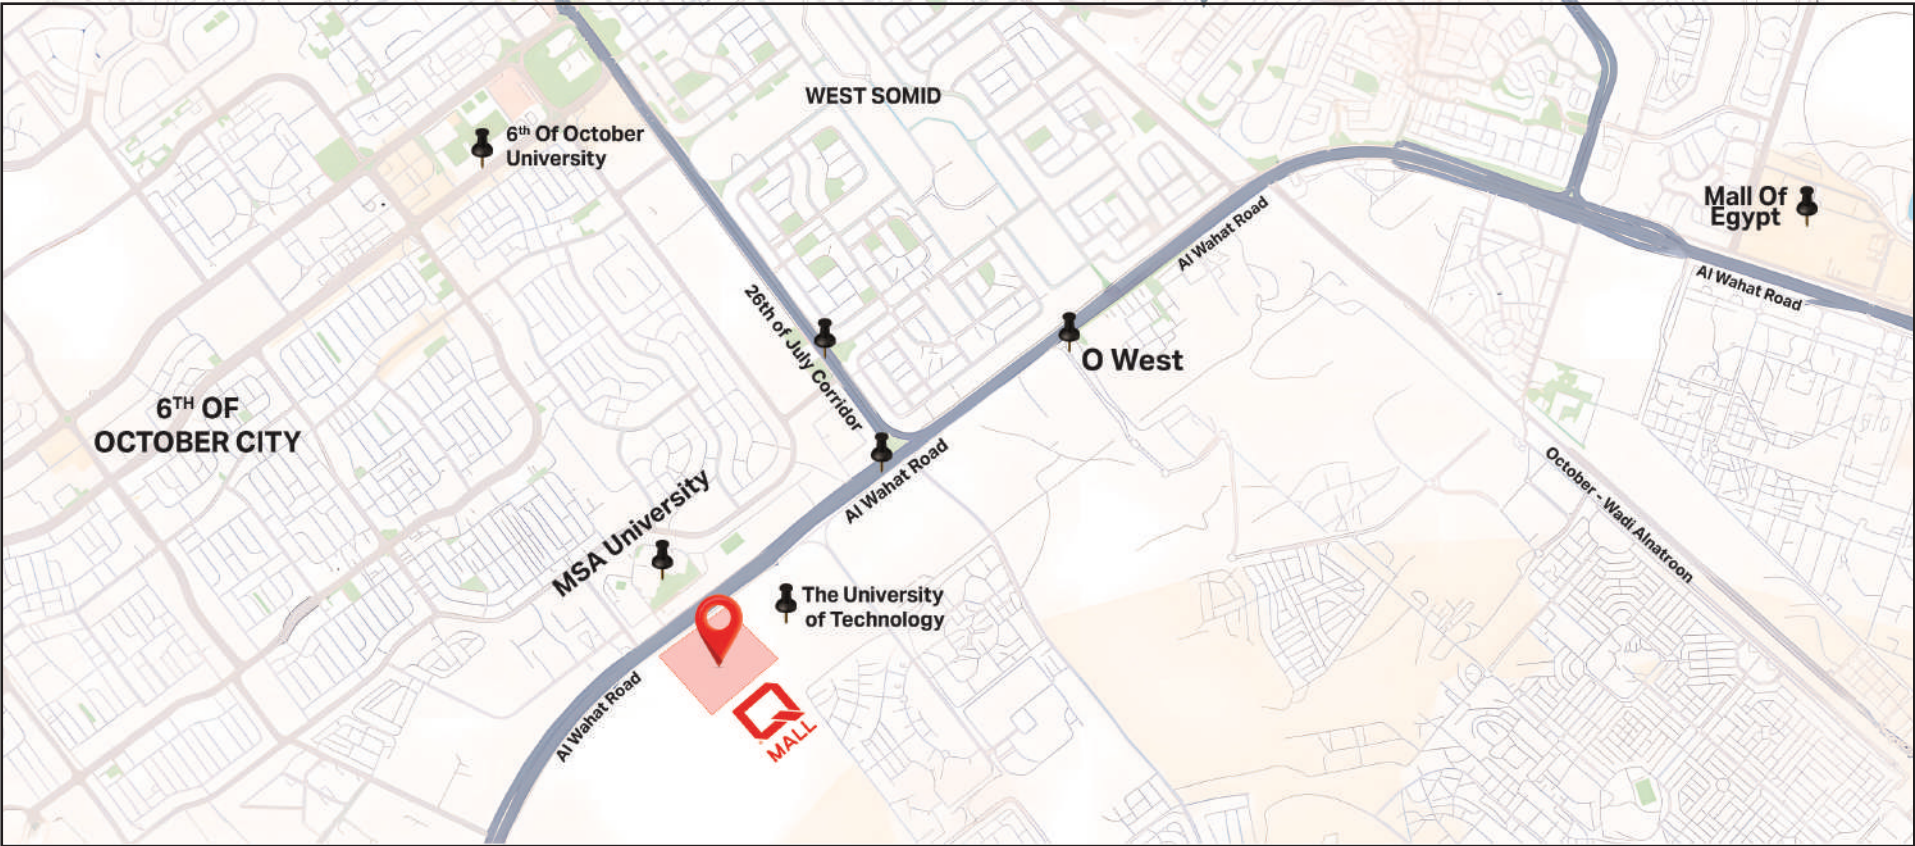 WEST SOMID
6th Of October
University
Mall Of
Egypt
Al Wahat Road
Al Wahat Road
26th of July Corridor
O West
6TH OF
OCTOBER CITY
Al Wahat Road
October - Wadi Alnatroon
MSA University
The University
of Technology
Al Wahat Road
Q
MALL